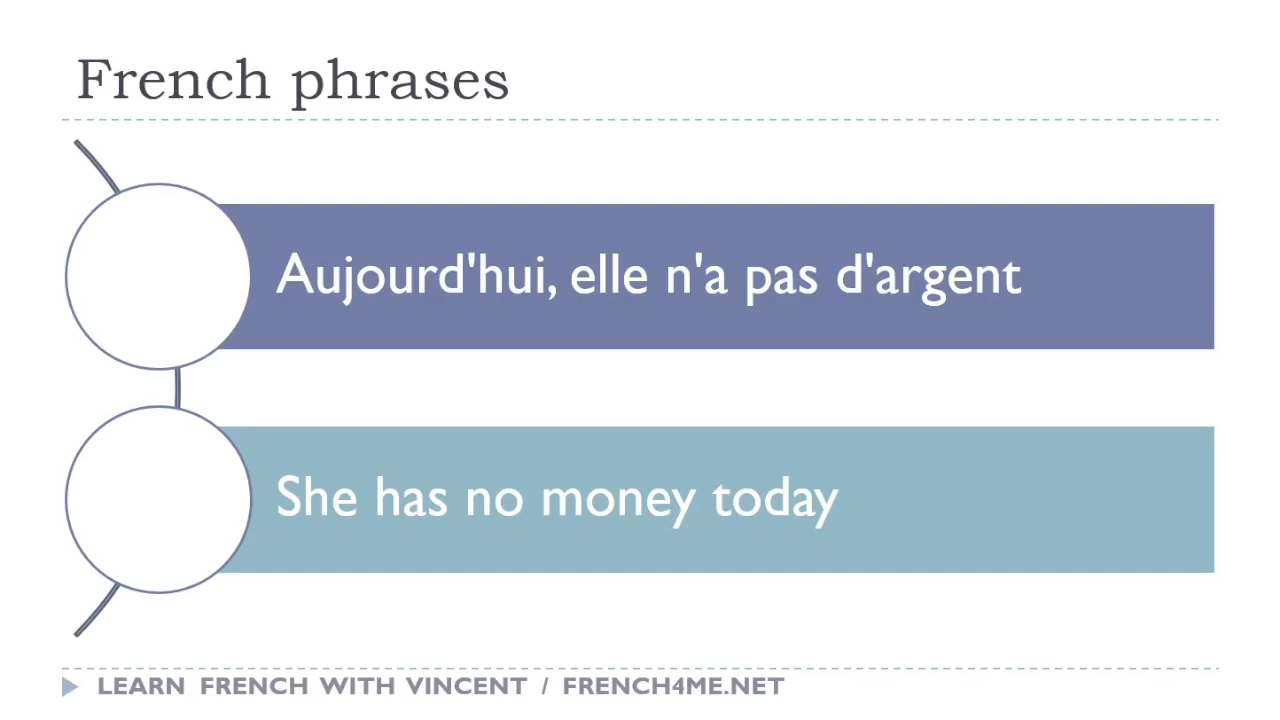 French phrases
Aujourd'hui, elle n'a pas d'argent
She has no money today
LEARN FRENCH WITH VINCENT / FRENCH4ME.NET